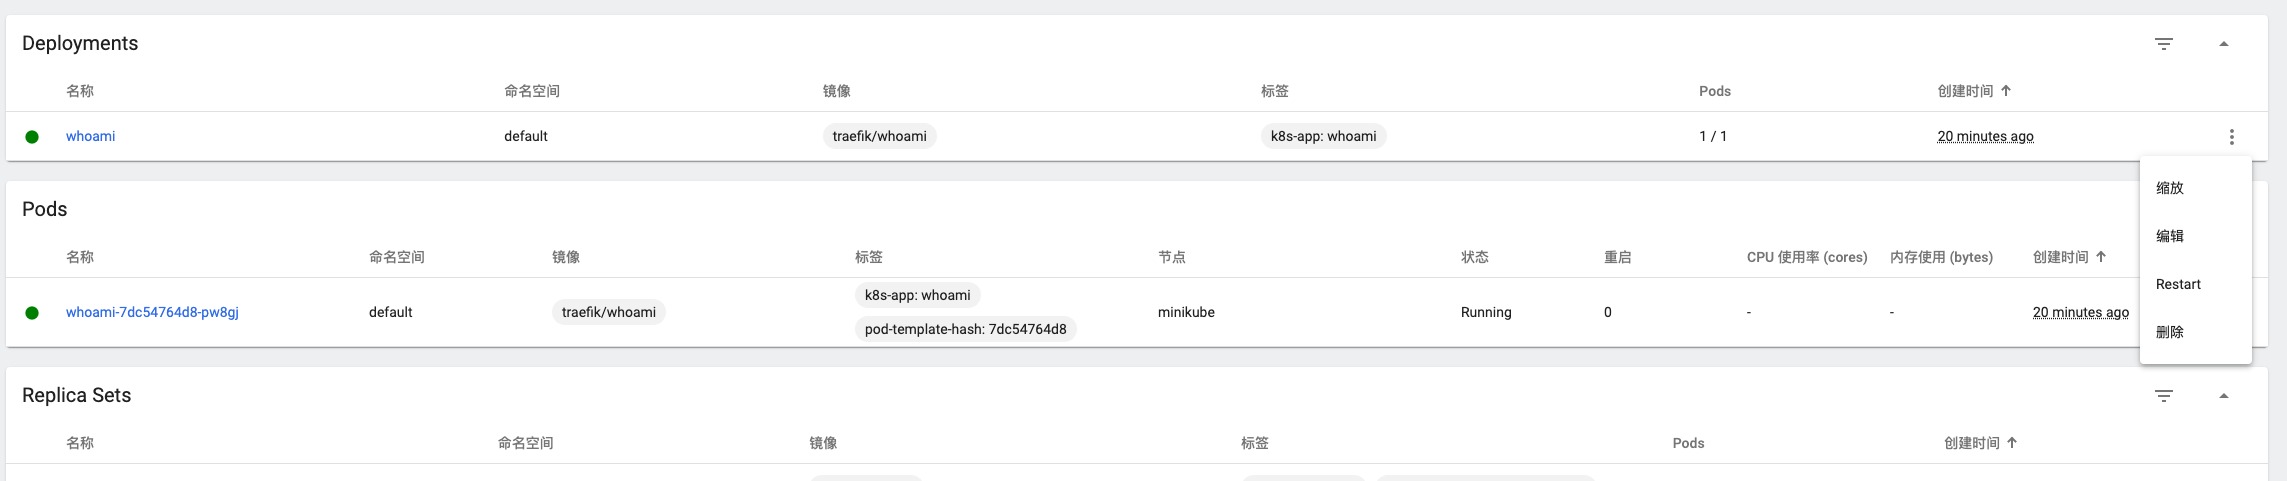 Deployments
名称 命名空间 镜像 标签 Pods 创建时间
whoami default traefik/whoami k8s-app: whoami 1 / 1 20 minutes ago
缩放
编辑
Restart
删除
Pods
名称 命名空间 镜像 标签 节点 状态 重启 CPU 使用率 (cores) 内存使用 (bytes) 创建时间
whoami-7dc54764d8-pw8gj default traefik/whoami k8s-app: whoami minikube Running 0 - - 20 minutes ago
pod-template-hash: 7dc54764d8
Replica Sets
名称 命名空间 镜像 标签 Pods 创建时间